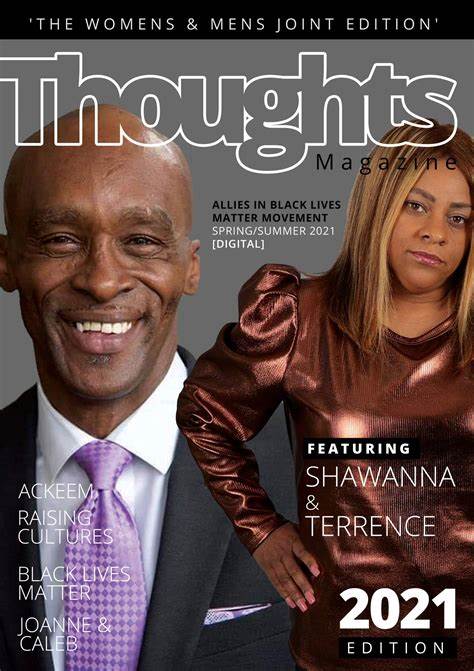 'THE WOMENS & MENS JOINT EDITION'
Thoughts
Magazine
ALLIES IN BLACK LIVES
MATTER MOVEMENT
SPRING/SUMMER 2021
[DIGITAL]
FEATURING
SHAWANNA
&
TERRENCE
ACKEEM
RAISING
CULTURES
BLACK LIVES
MATTER
JOANNE &
CALEB
2021
EDITION